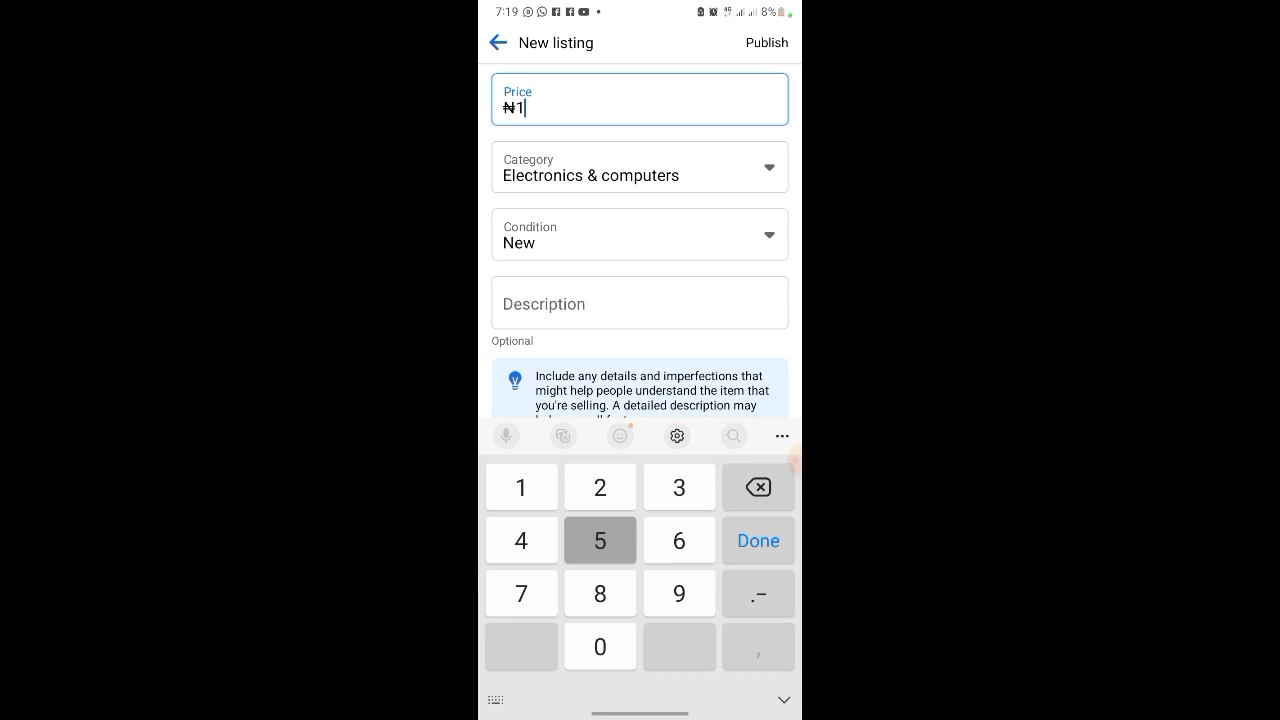 7:19 4G 8%
New listing Publish
Price
₦1
Category
Electronics & computers
Condition
New
Description
Optional
Include any details and imperfections that
might help people understand the item that
you're selling. A detailed description may
1 2 3
4 5 6 Done
7 8 9 .-
0 ,